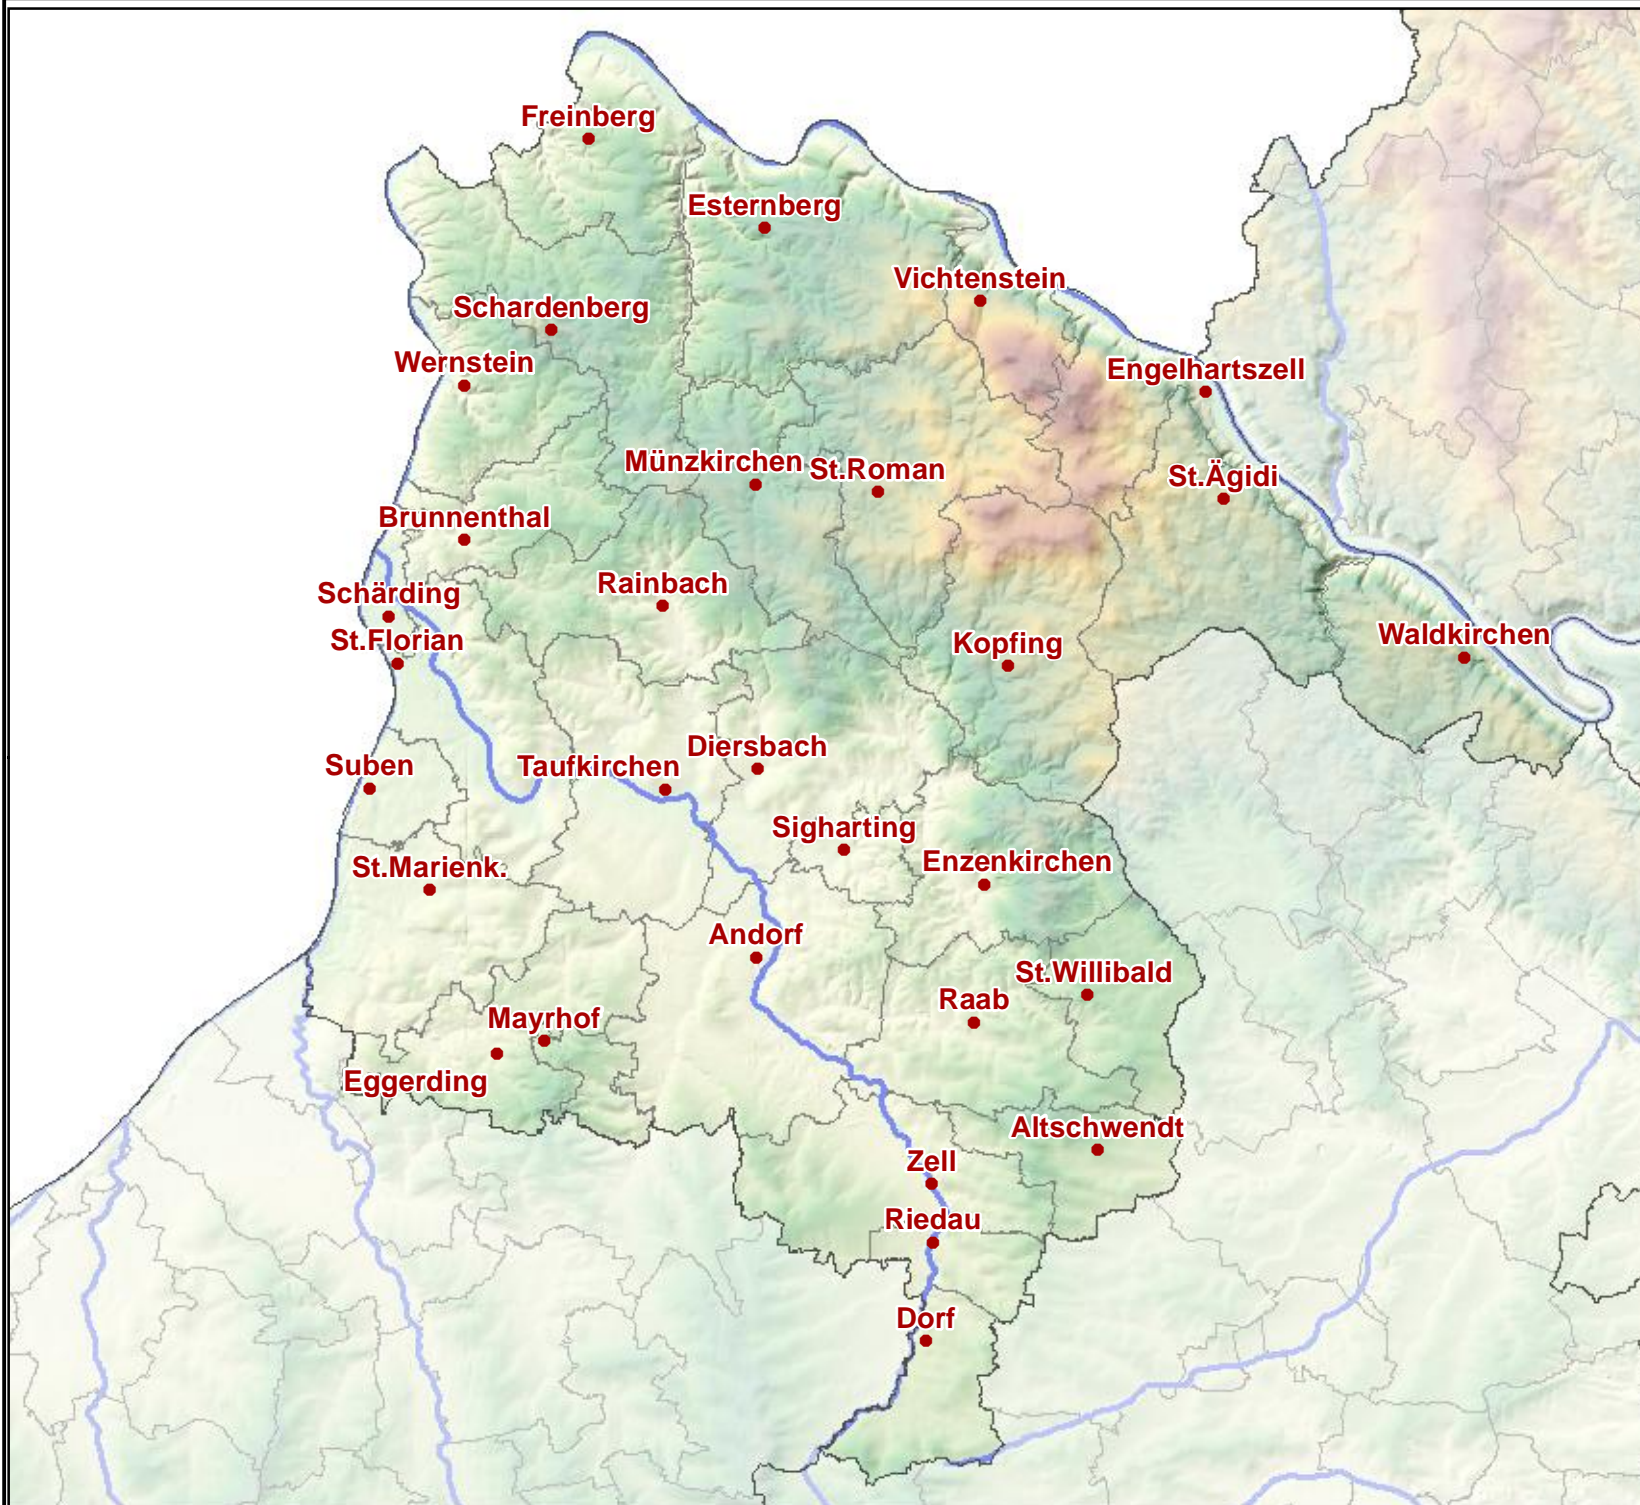 Freinberg
Esternberg
Vichtenstein
Schardenberg
Wernstein
Engelhartszell
Münzkirchen
St.Roman
St.Ägidi
Brunnenthal
Rainbach
Schärding
St.Florian
Kopfing
Waldkirchen
Diersbach
Suben
Taufkirchen
Sigharting
Enzenkirchen
St.Marienk.
Andorf
St.Willibald
Raab
Mayrhof
Eggerding
Altschwendt
Zell
Riedau
Dorf